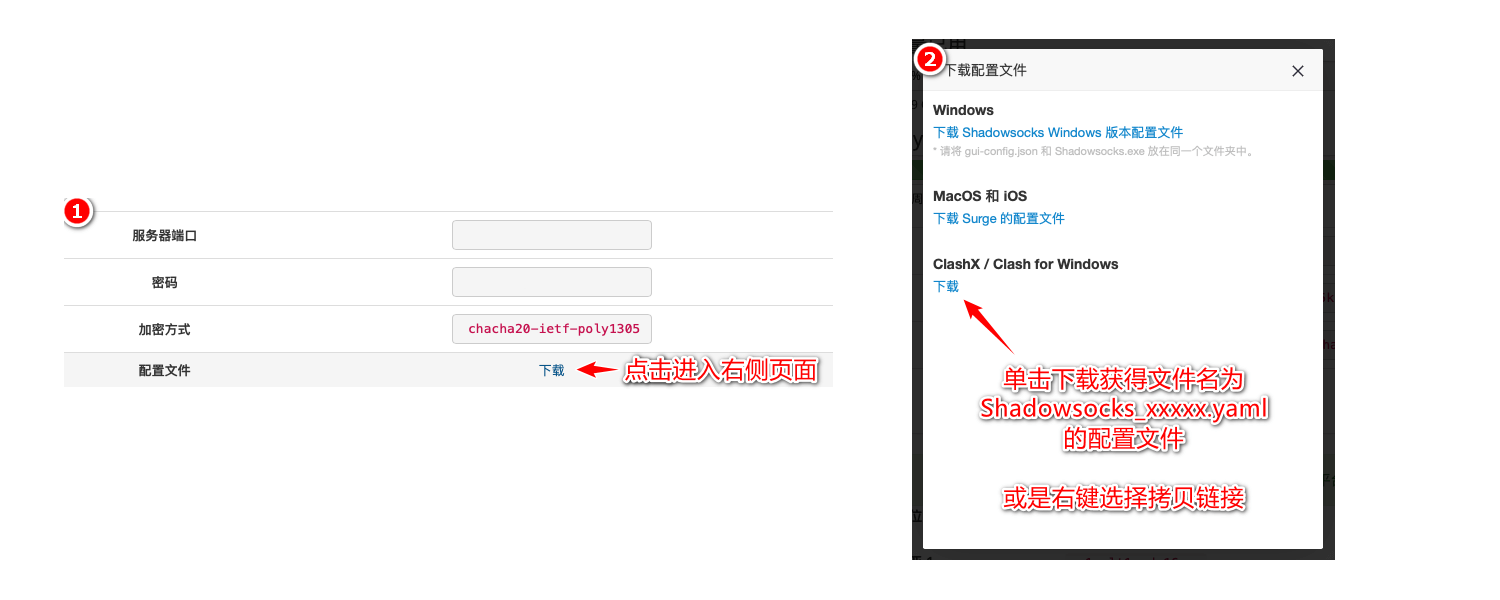 1
服务器端口
密码
加密方式 chacha20-ietf-poly1305
配置文件 下载 点击进入右侧页面
2
下载配置文件
Windows
下载 Shadowsocks Windows 版本配置文件
* 请将 gui-config.json 和 Shadowsocks.exe 放在同一个文件夹中。
MacOS 和 iOS
下载 Surge 的配置文件
ClashX / Clash for Windows
下载
单击下载获得文件名为
Shadowsocks_xxxxx.yaml
的配置文件
或是右键选择拷贝链接